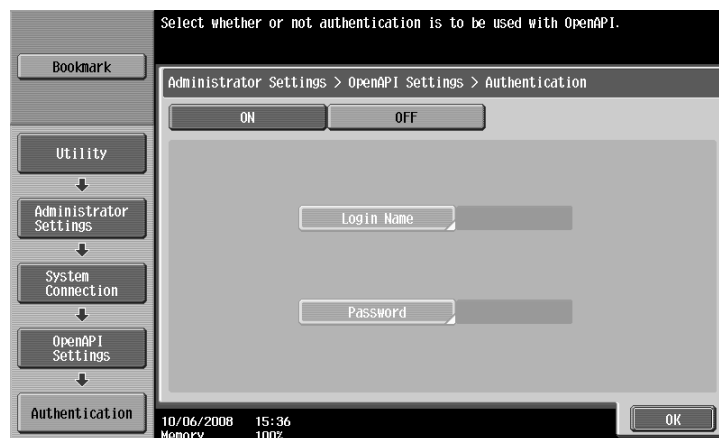 Select whether or not authentication is to be used with OpenAPI.
Bookmark
Administrator Settings > OpenAPI Settings > Authentication
ON
OFF
Utility
Administrator
Settings
Login Name
System
Connection
Password
OpenAPI
Settings
Authentication
10/06/2008 15:36
Memory 100%
OK